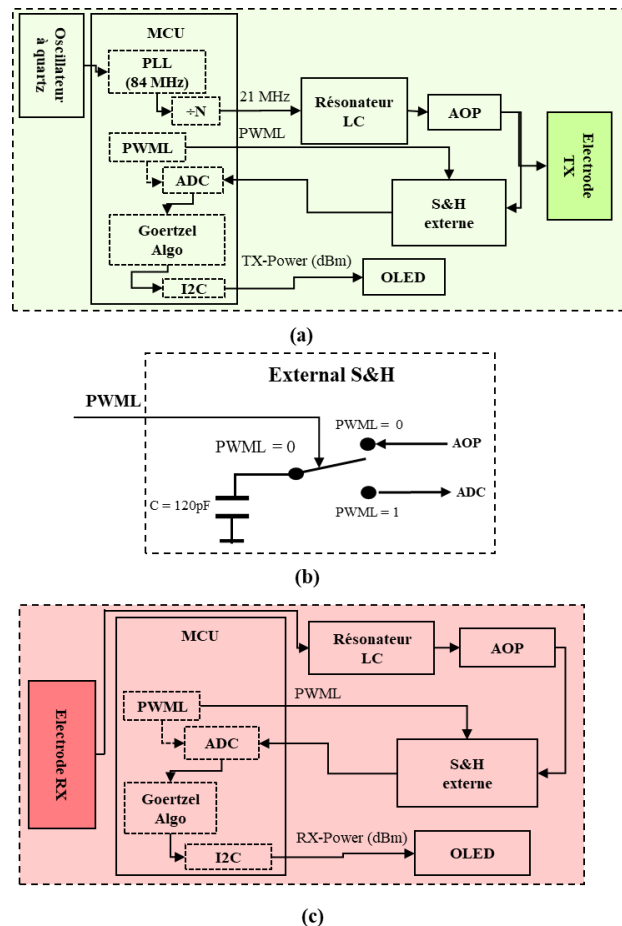 Oscillateur
à quartz
MCU
PLL
(84 MHz)
÷N
21 MHz
Résonateur
LC
AOP
Electrode
TX
PWML
PWML
ADC
S&H
externe
Goertzel
Algo
TX-Power (dBm)
I2C
OLED
(a)
External S&H
PWML
PWML = 0
PWML = 0
AOP
C = 120pF
ADC
PWML = 1
(b)
MCU
Résonateur
LC
AOP
Electrode RX
PWML
PWML
ADC
S&H
externe
Goertzel
Algo
RX-Power (dBm)
I2C
OLED
(c)